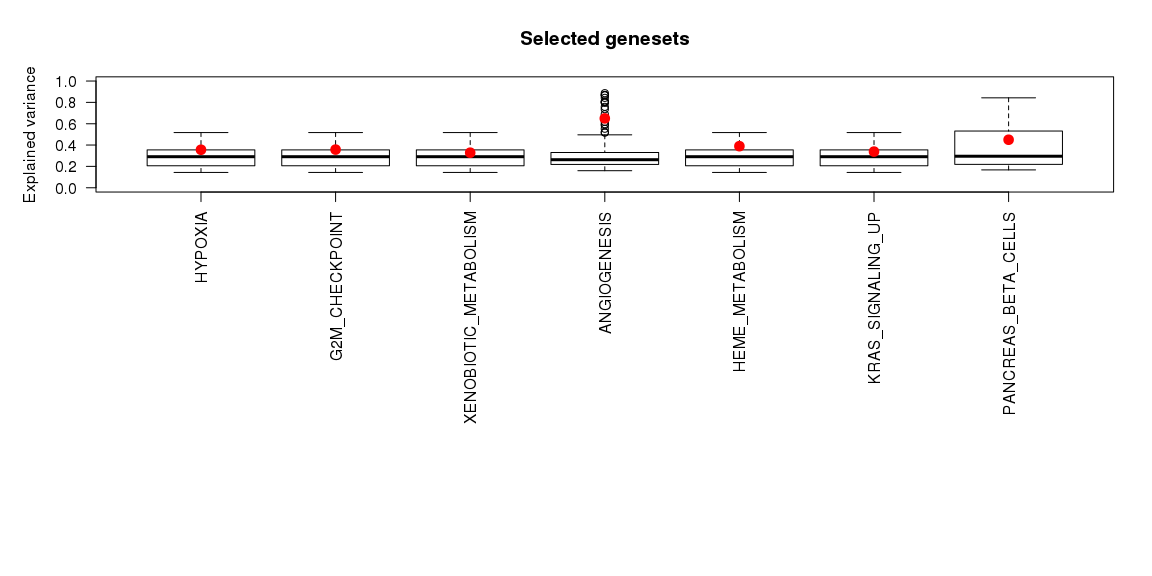 Selected genesets
Explained variance
1.0
0.8
0.6
0.4
0.2
0.0
HYPOXIA
G2M_CHECKPOINT
XENOBIOTIC_METABOLISM
ANGIOGENESIS
HEME_METABOLISM
KRAS_SIGNALING_UP
PANCREAS_BETA_CELLS